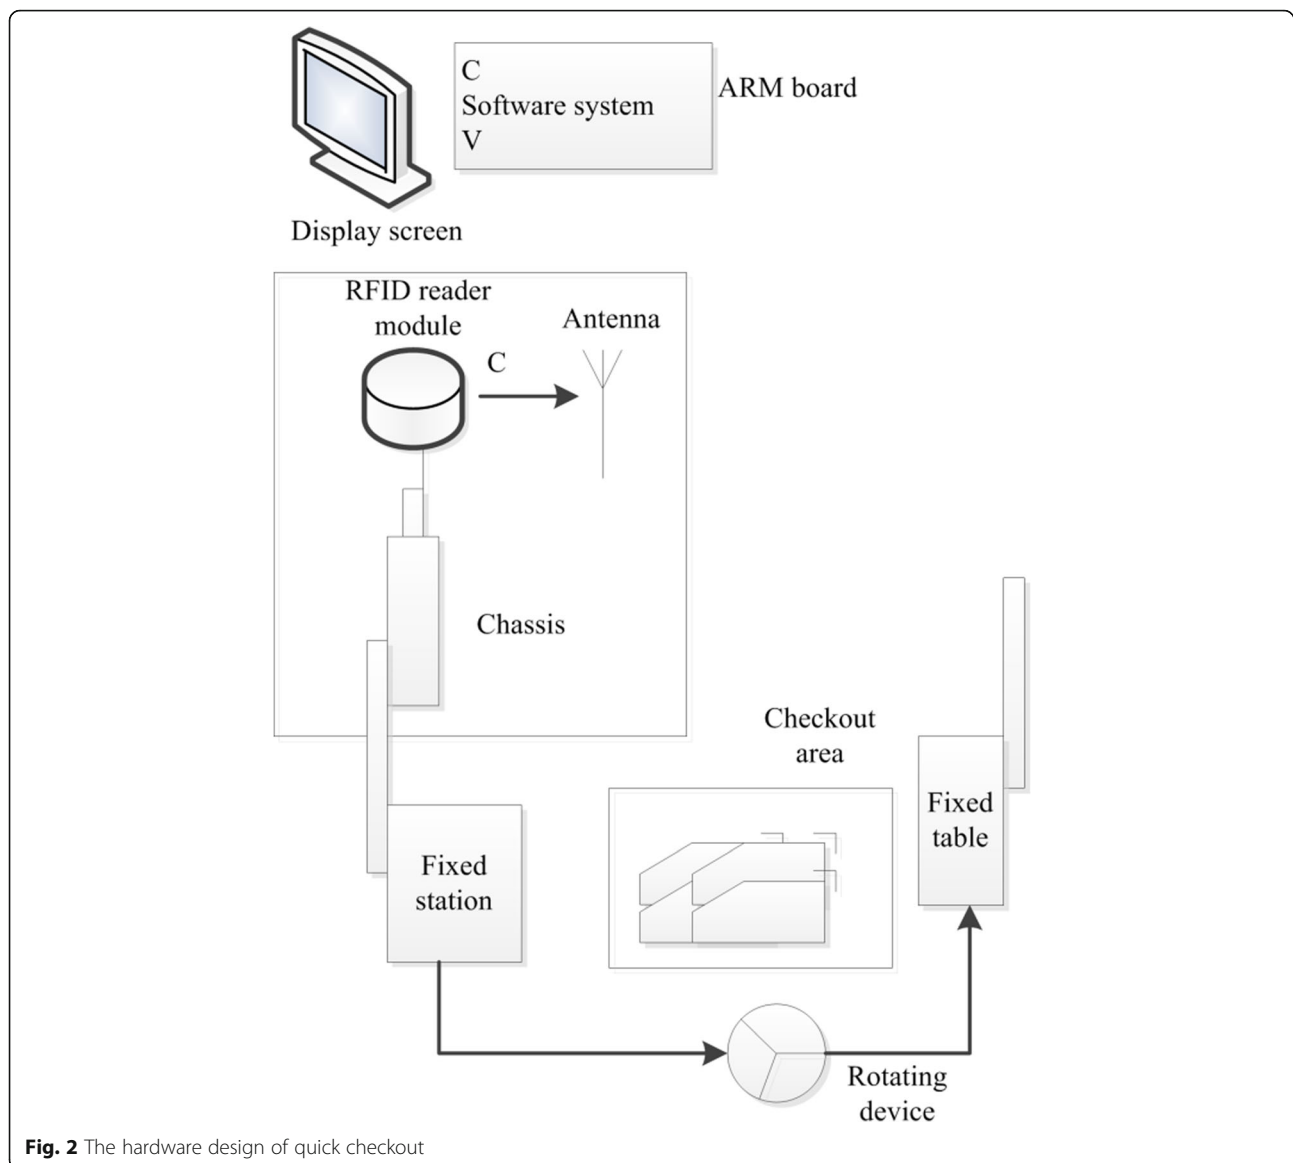 C
Software system
V
ARM board
Display screen
RFID reader
module
Antenna
C
Chassis
Checkout
area
Fixed
table
Fixed
station
Rotating
device
Fig. 2 The hardware design of quick checkout